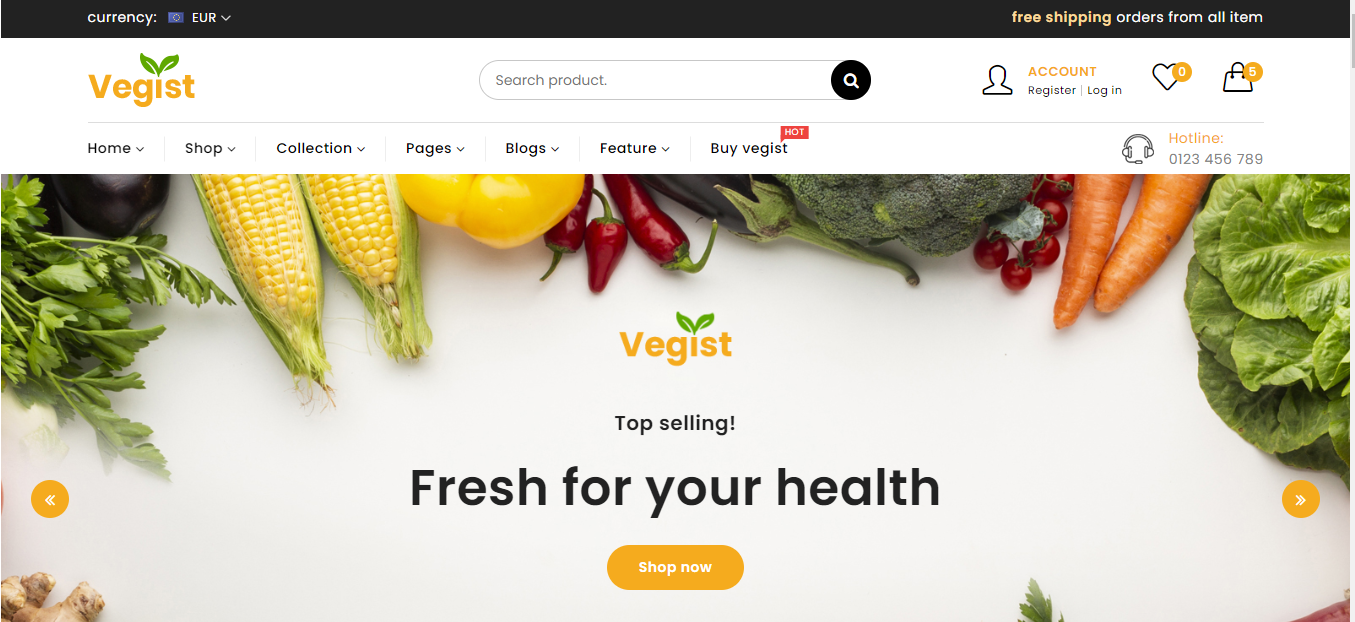 currency: EUR
free shipping orders from all item
Vegist
Search product.
ACCOUNT
Register | Log in
0
5
Home
Shop
Collection
Pages
Blogs
Feature
Buy vegist
HOT
Hotline:
0123 456 789
Vegist
Top selling!
Fresh for your health
Shop now